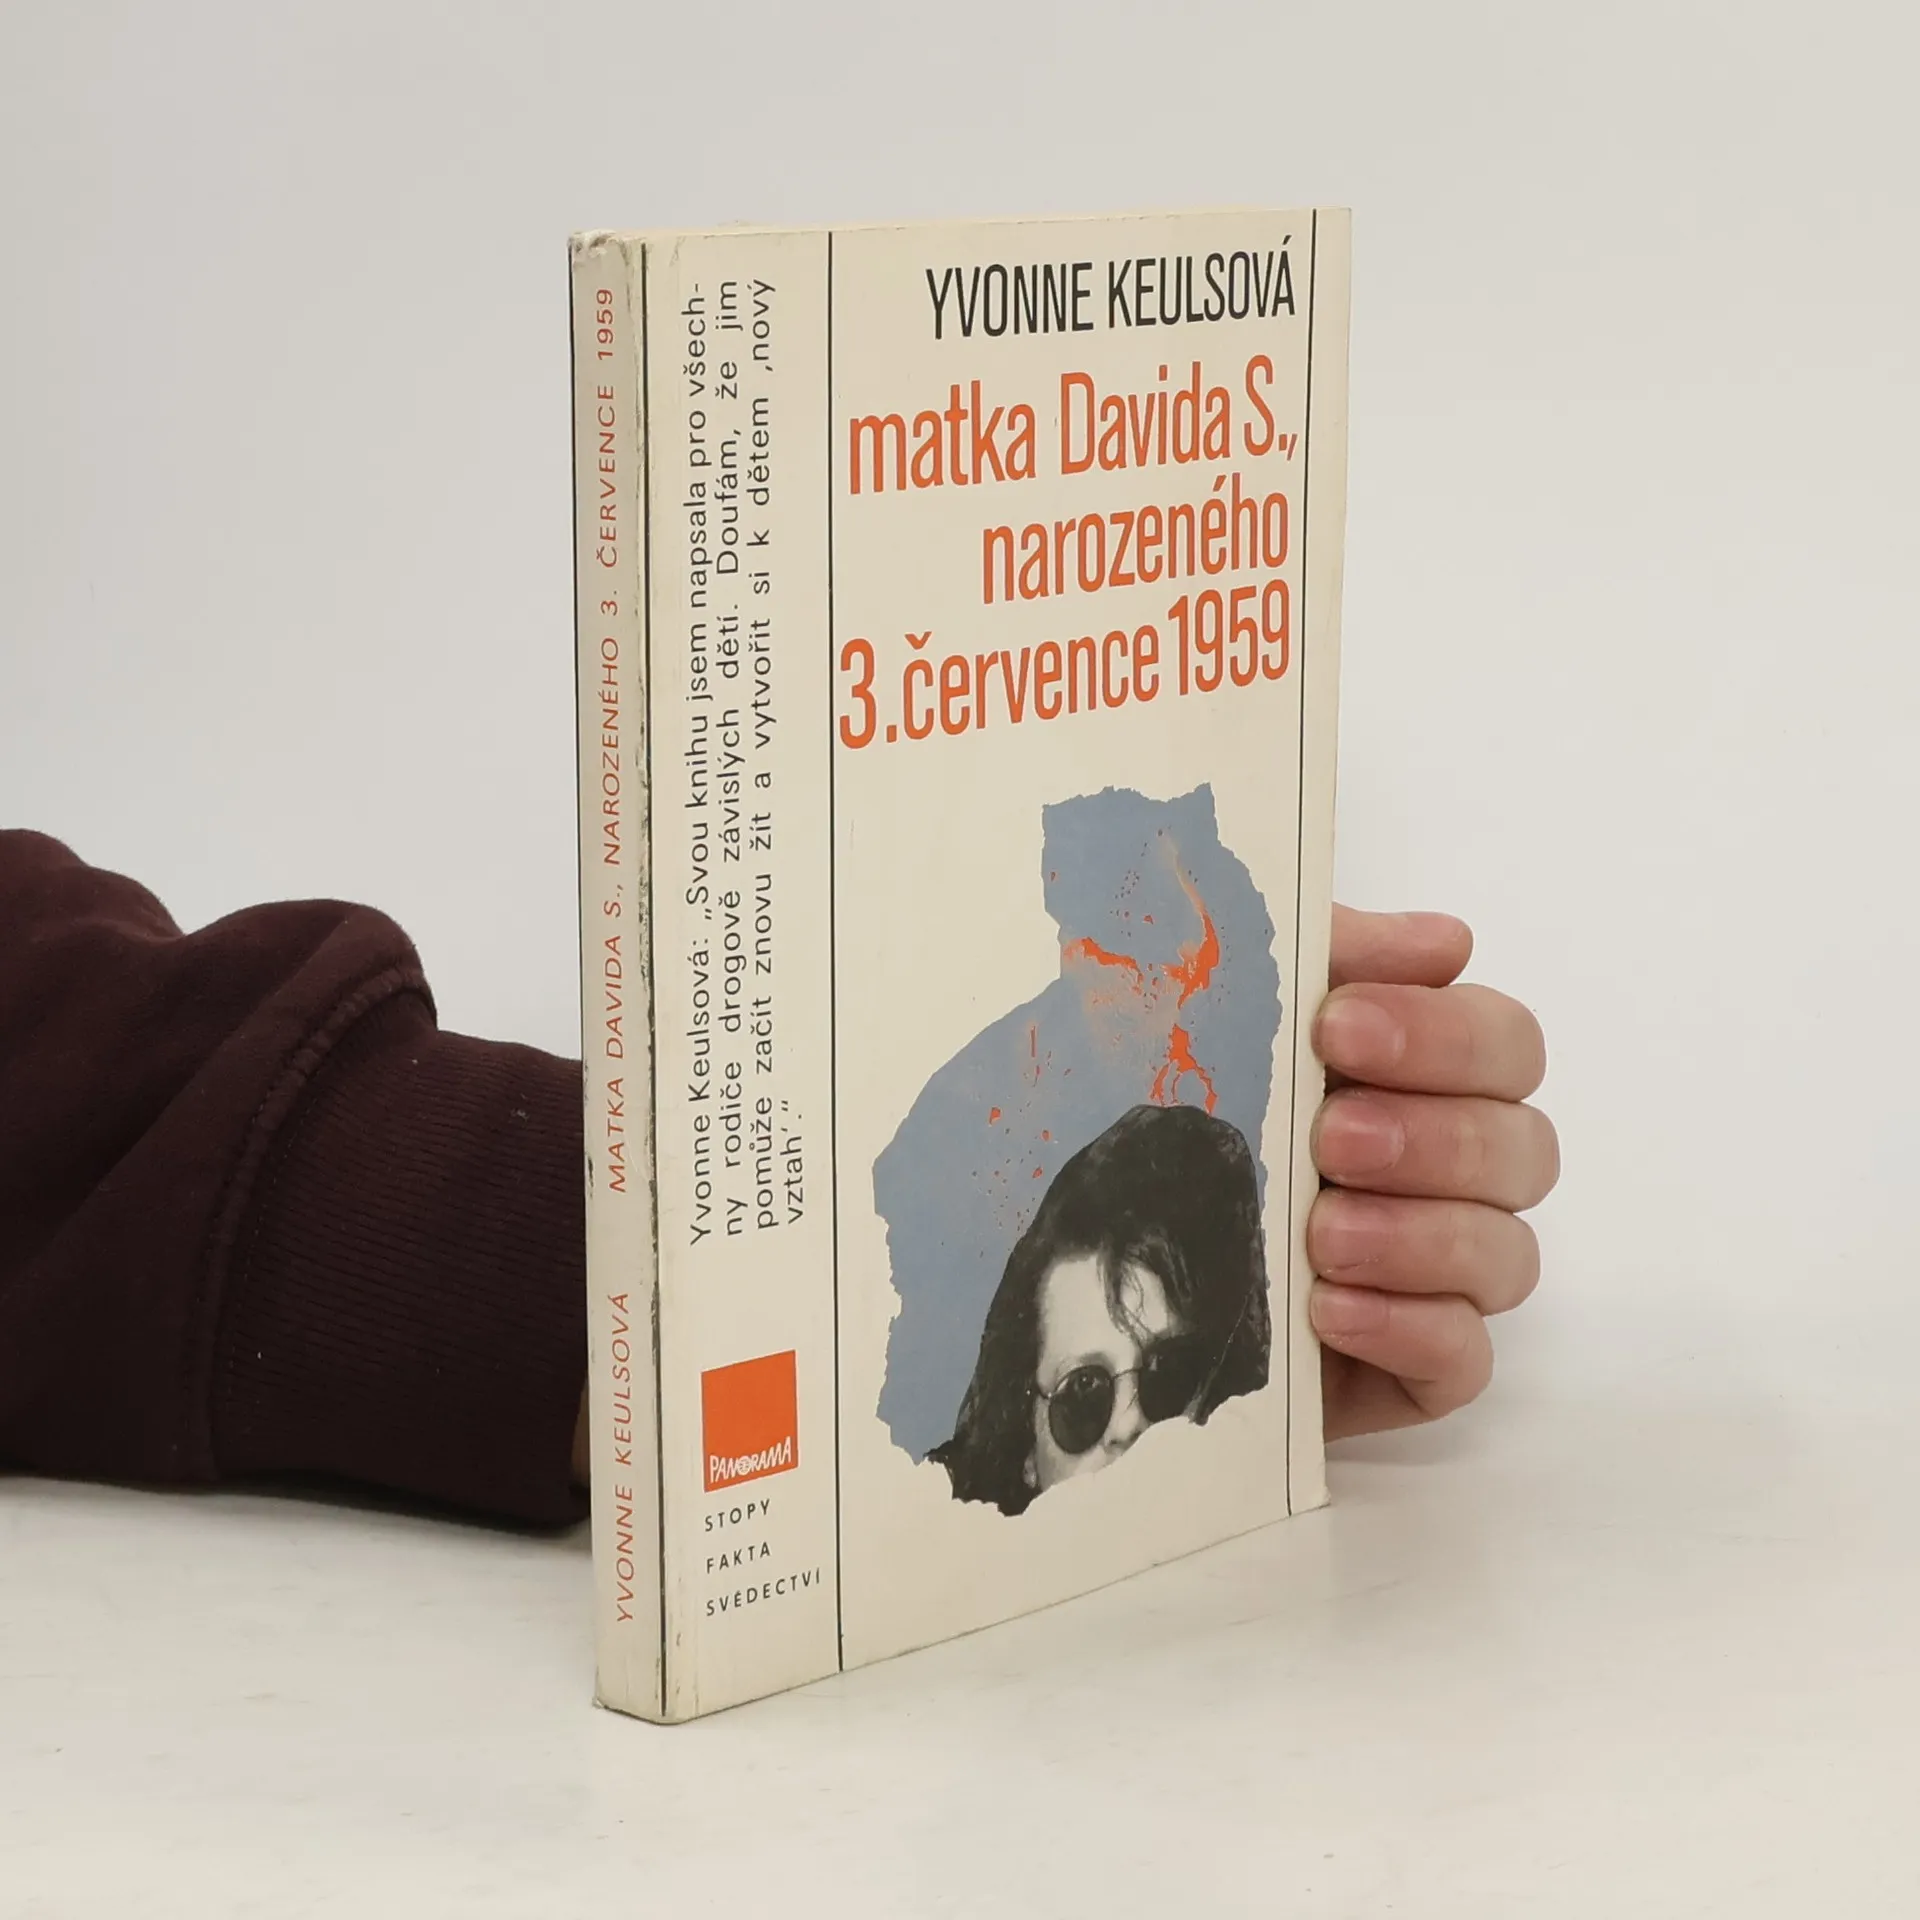 YVONNE KEULSOVÁ
matka Davida S.,
narozeného
3. července 1959
Yvonne Keulsová: „Svou knihu jsem napsala pro všech-
ny rodiče drogově závislých dětí. Doufám, že jim
pomůže začít znovu žít a vytvořit si k dětem ‚nový
vztah‘.“
PANORAMA
STOPY
FAKTA
SVĚDECTVÍ
YVONNE KEULSOVÁ MATKA DAVIDA S., NAROZENÉHO 3. ČERVENCE 1959